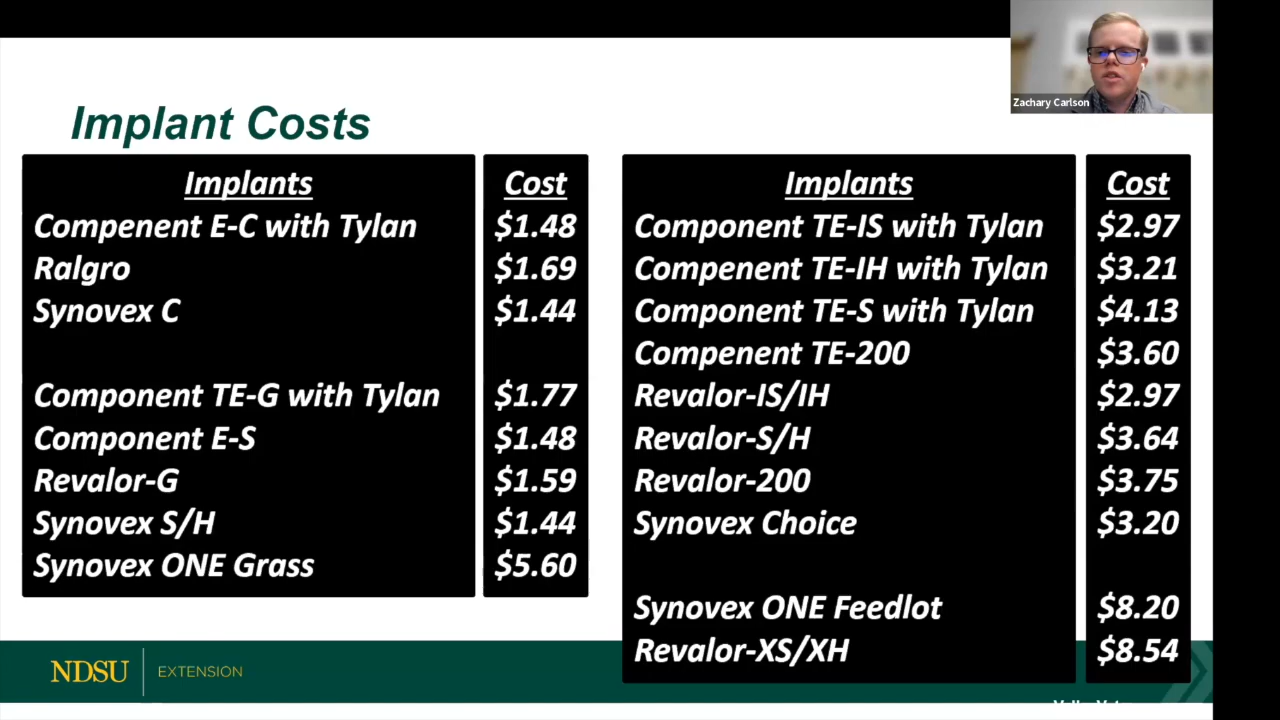 Zachary Carlson
Implant Costs
Implants Cost
Compenent E-C with Tylan $1.48
Ralgro $1.69
Synovex C $1.44
Component TE-G with Tylan $1.77
Component E-S $1.48
Revalor-G $1.59
Synovex S/H $1.44
Synovex ONE Grass $5.60
Implants Cost
Component TE-IS with Tylan $2.97
Compenent TE-IH with Tylan $3.21
Component TE-S with Tylan $4.13
Compenent TE-200 $3.60
Revalor-IS/IH $2.97
Revalor-S/H $3.64
Revalor-200 $3.75
Synovex Choice $3.20
Synovex ONE Feedlot $8.20
Revalor-XS/XH $8.54
NDSU EXTENSION